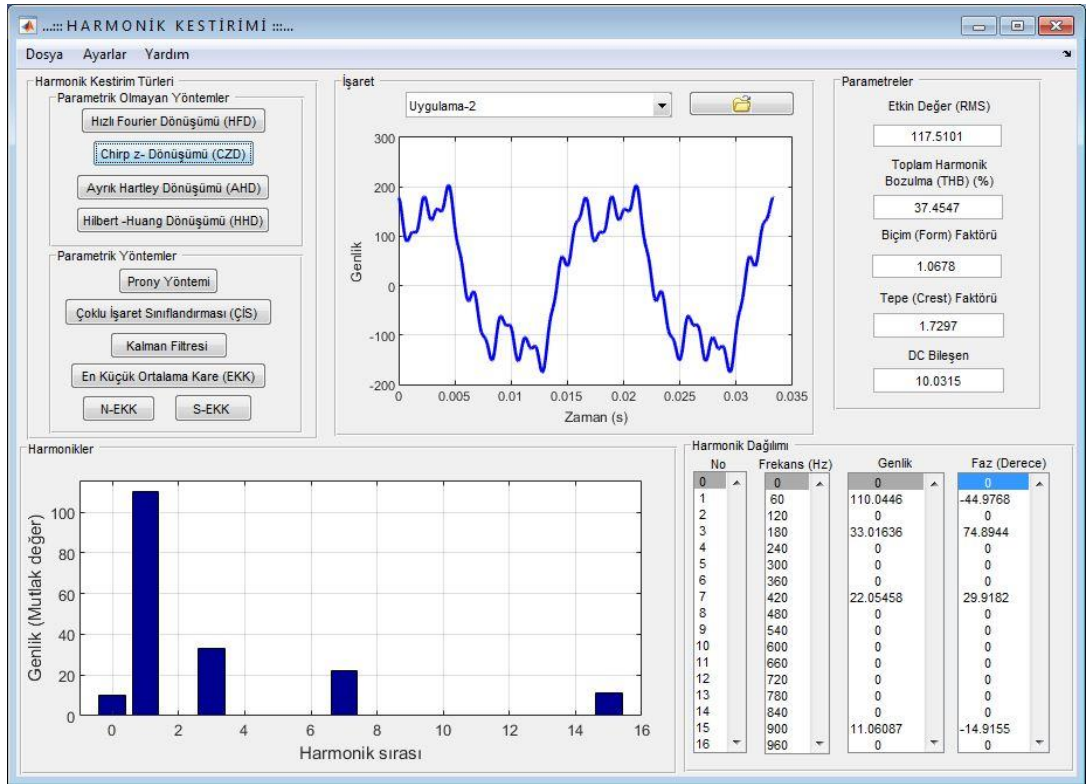 ...::: HARMONİK KESTİRİMİ :::...
Dosya Ayarlar Yardım
Harmonik Kestirim Türleri
Parametrik Olmayan Yöntemler
Hızlı Fourier Dönüşümü (HFD)
Chirp z- Dönüşümü (CZD)
Ayrık Hartley Dönüşümü (AHD)
Hilbert -Huang Dönüşümü (HHD)
Parametrik Yöntemler
Prony Yöntemi
Çoklu İşaret Sınıflandırması (ÇİS)
Kalman Filtresi
En Küçük Ortalama Kare (EKK)
N-EKK S-EKK
İşaret
Uygulama-2
300
200
100
0
-100
-200
Genlik
0 0.005 0.01 0.015 0.02 0.025 0.03 0.035
Zaman (s)
Parametreler
Etkin Değer (RMS)
117.5101
Toplam Harmonik
Bozulma (THB) (%)
37.4547
Biçim (Form) Faktörü
1.0678
Tepe (Crest) Faktörü
1.7297
DC Bileşen
10.0315
Harmonikler
100
80
60
40
20
0
Genlik (Mutlak değer)
0 2 4 6 8 10 12 14 16
Harmonik sırası
Harmonik Dağılımı
No Frekans (Hz) Genlik Faz (Derece)
0 0 0 0
1 60 110.0446 -44.9768
2 120 0 0
3 180 33.01636 74.8944
4 240 0 0
5 300 0 0
6 360 0 0
7 420 22.05458 29.9182
8 480 0 0
9 540 0 0
10 600 0 0
11 660 0 0
12 720 0 0
13 780 0 0
14 840 0 0
15 900 11.06087 -14.9155
16 960 0 0